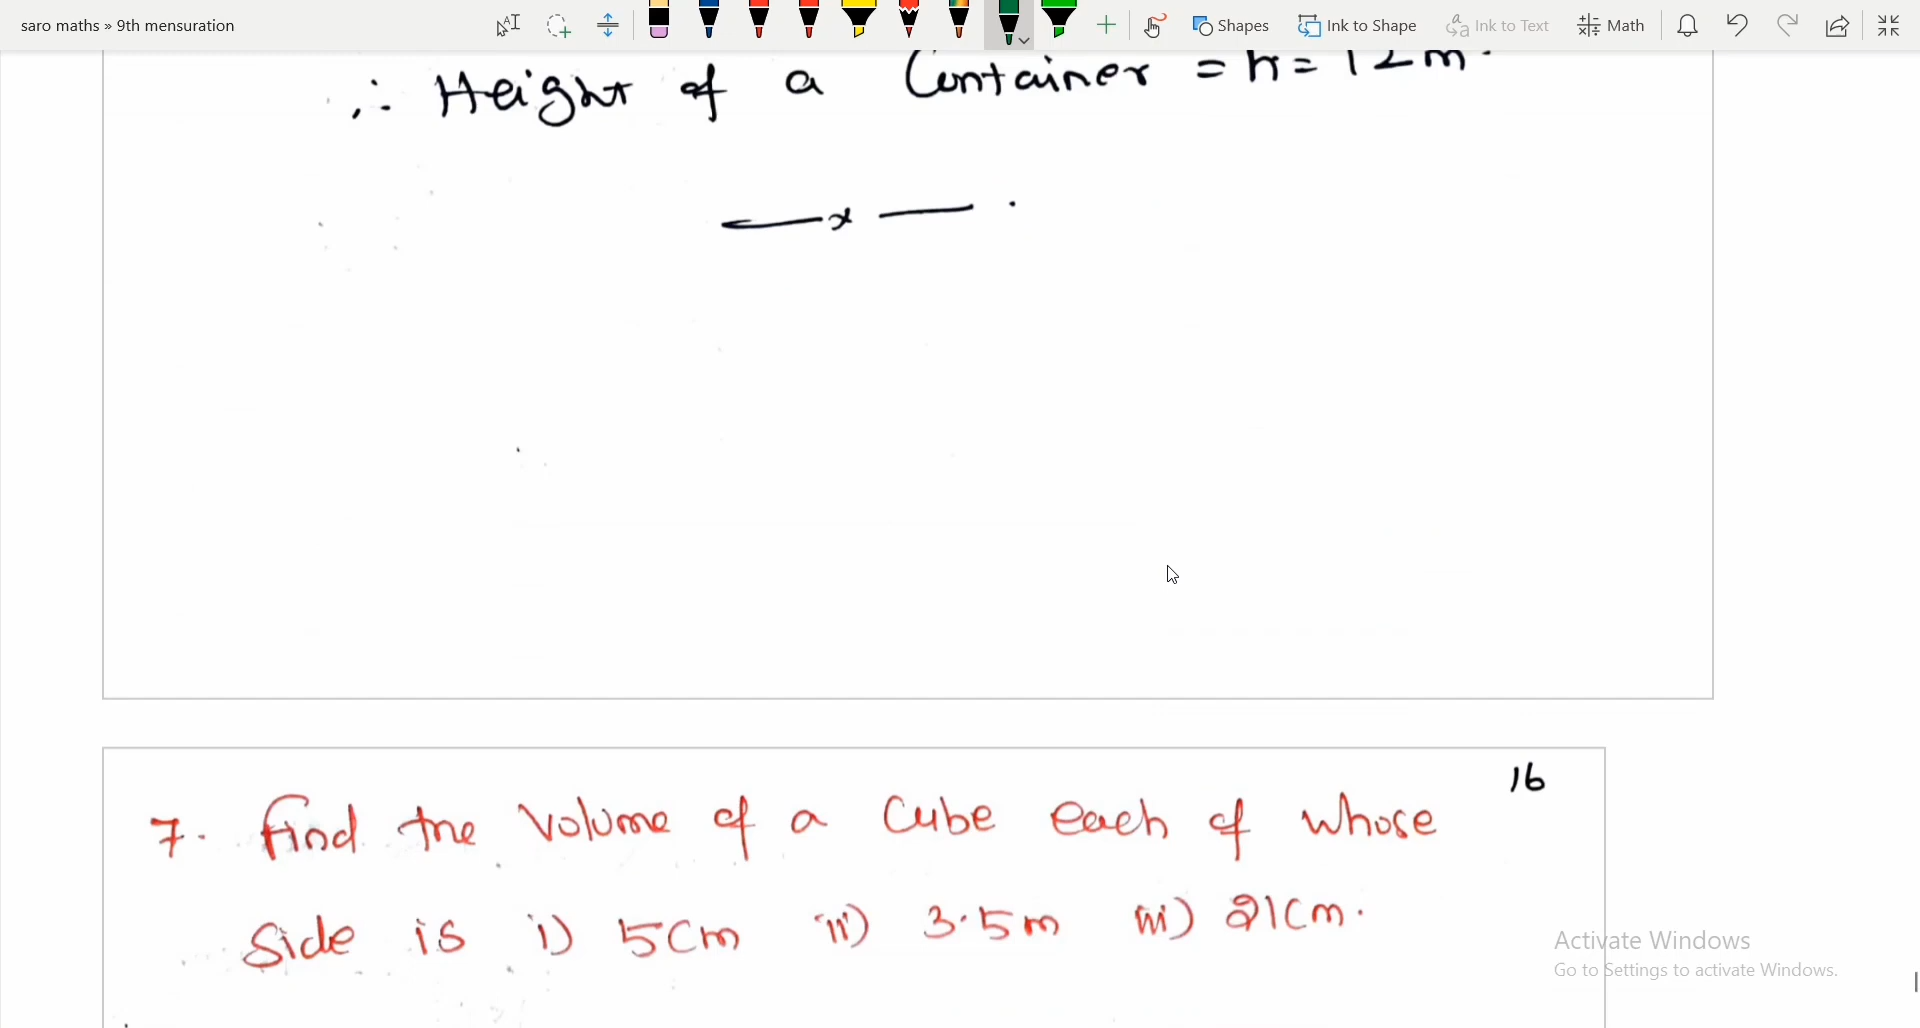 saro maths » 9th mensuration
Shapes
Ink to Shape
Ink to Text
Math
∴ Height of a Container = h = 12m.
x
16
7. Find the Volume of a Cube each of whose
Side is i) 5cm ii) 3.5m iii) 21cm.
Activate Windows
Go to Settings to activate Windows.